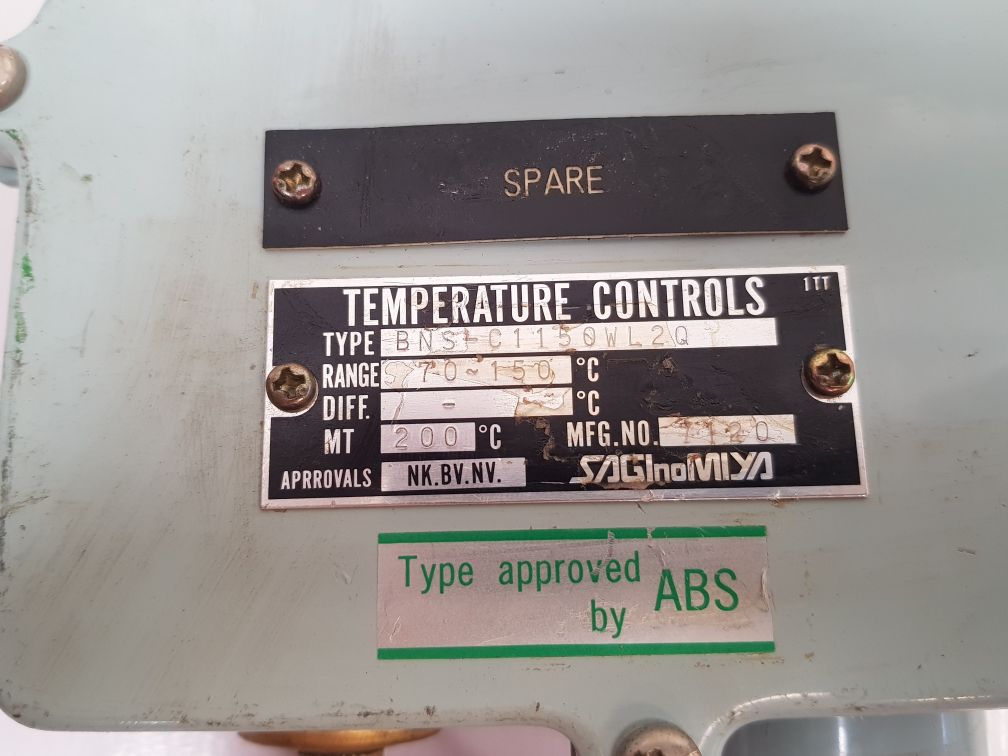 SPARE
TEMPERATURE CONTROLS 1TT
TYPE BNS-C1150WL2Q
RANGE 70~150 °C
DIFF. - °C
MT 200 °C MFG.NO. 7120
APRROVALS NK.BV.NV. SAGInoMIYA
Type approved
by ABS